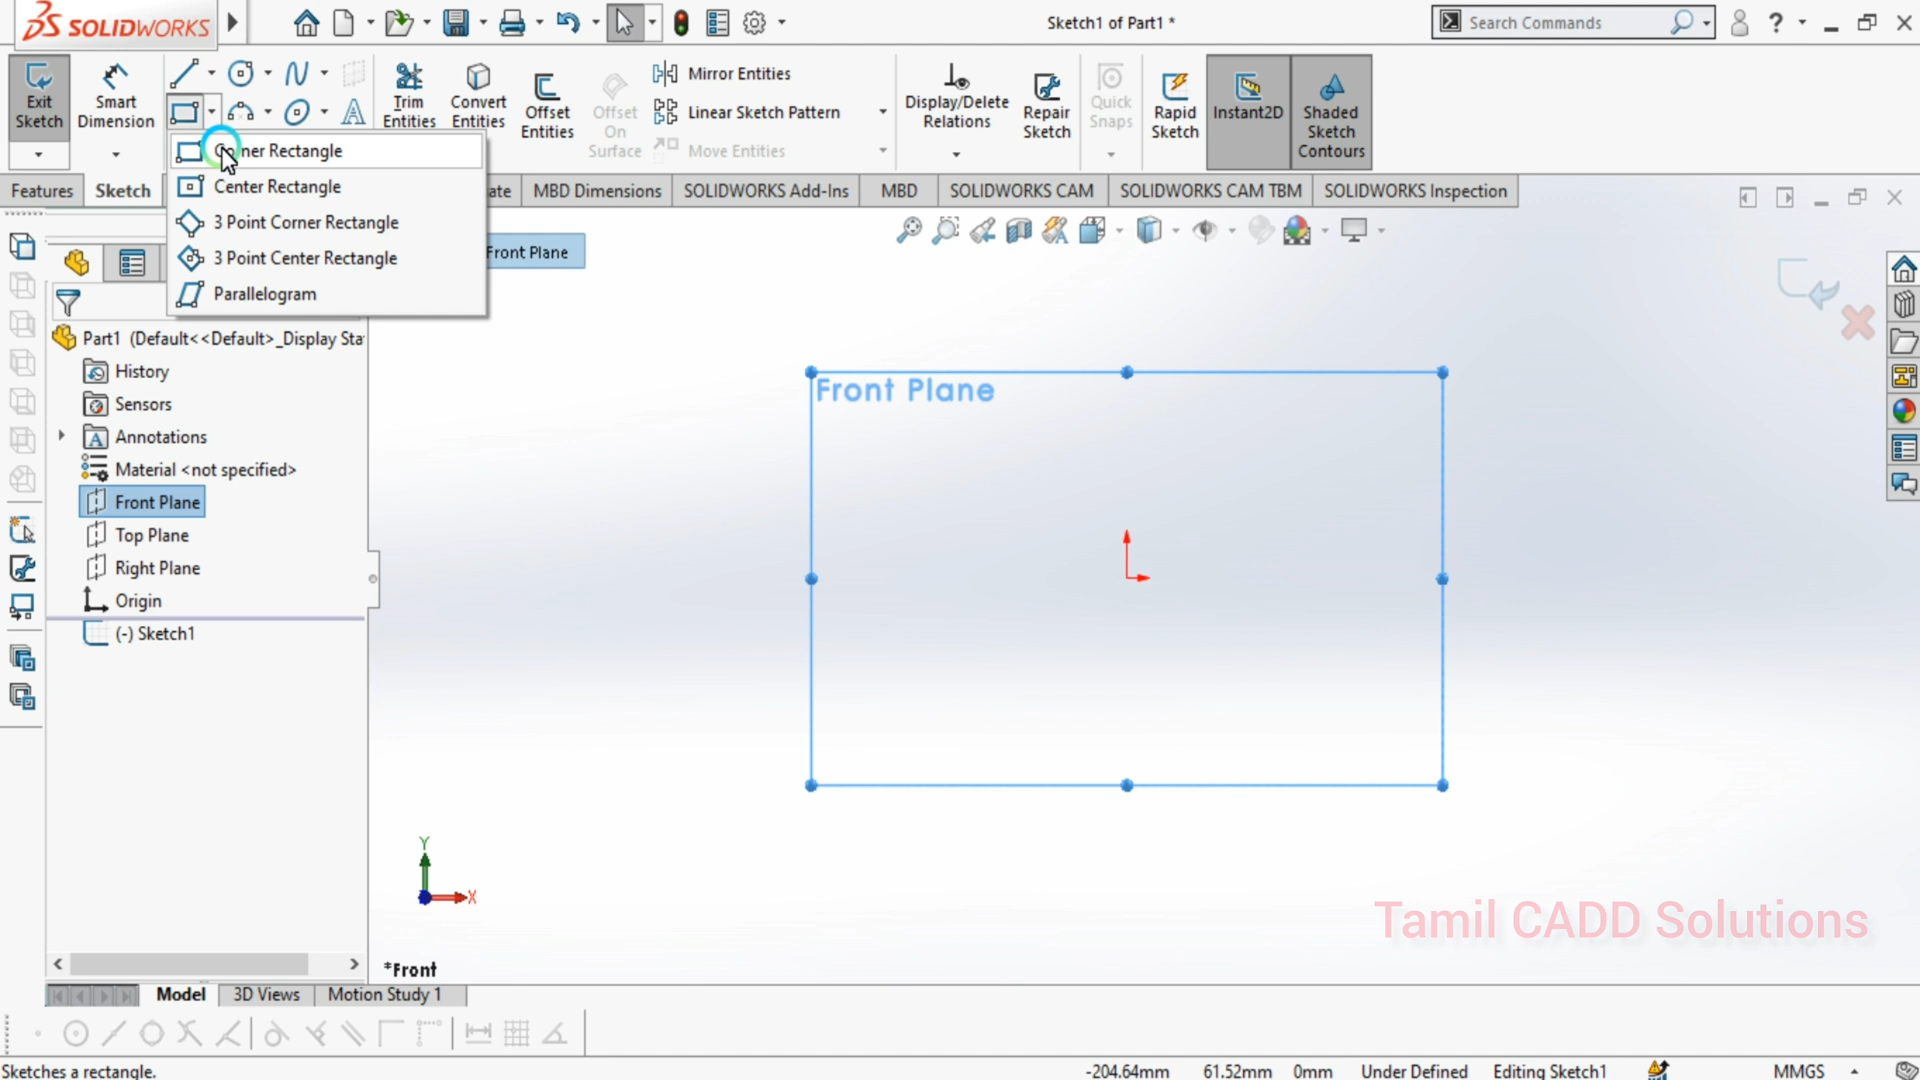 SOLIDWORKS
Sketch1 of Part1 *
Search Commands
?
Exit Sketch
Smart Dimension
Trim Entities
Convert Entities
Offset Entities
Offset On Surface
Mirror Entities
Linear Sketch Pattern
Move Entities
Display/Delete Relations
Repair Sketch
Quick Snaps
Rapid Sketch
Instant2D
Shaded Sketch Contours
Corner Rectangle
Center Rectangle
3 Point Corner Rectangle
3 Point Center Rectangle
Parallelogram
Features
Sketch
ate
MBD Dimensions
SOLIDWORKS Add-Ins
MBD
SOLIDWORKS CAM
SOLIDWORKS CAM TBM
SOLIDWORKS Inspection
Front Plane
Part1 (Default<<Default>_Display Sta
History
Sensors
Annotations
Material <not specified>
Front Plane
Top Plane
Right Plane
Origin
(-) Sketch1
Front Plane
Y
X
Tamil CADD Solutions
*Front
Model
3D Views
Motion Study 1
Sketches a rectangle.
-204.64mm
61.52mm
0mm
Under Defined
Editing Sketch1
MMGS